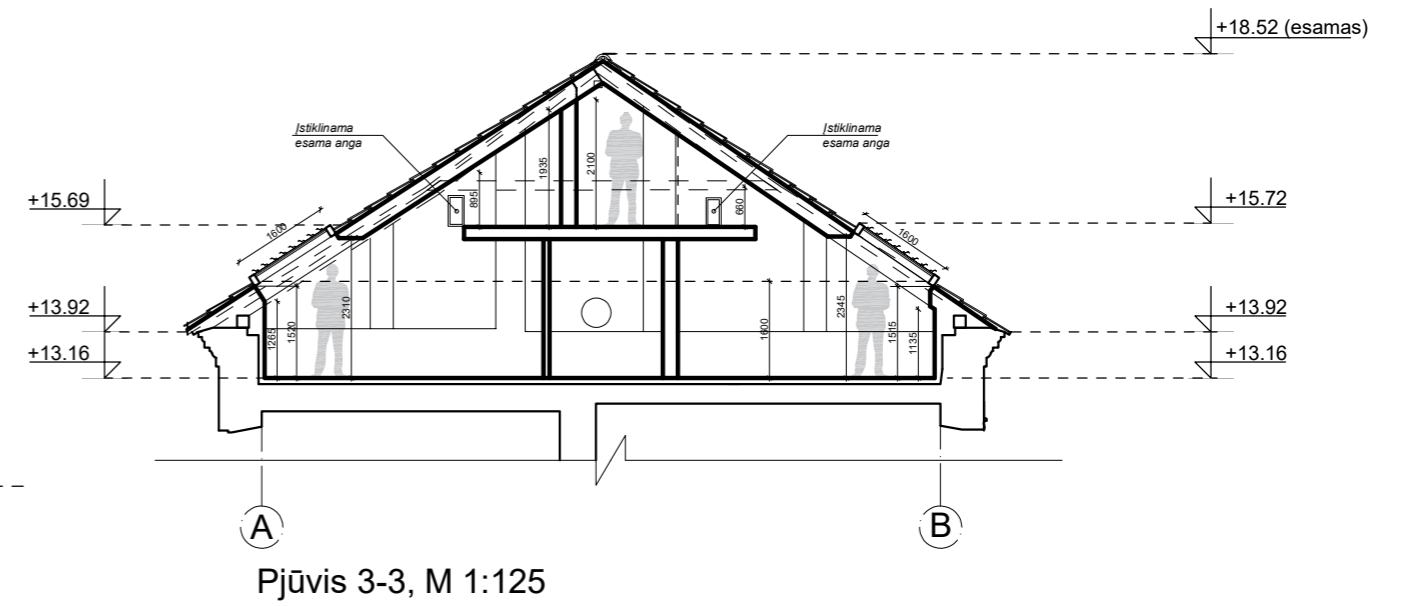 +18.52 (esamas)
Įstiklinama
esama anga
Įstiklinama
esama anga
1935
2100
895
660
+15.69
+15.72
1600
1600
+13.92
+13.92
+13.16
+13.16
1265
1520
2310
1600
2345
1515
1135
A
B
Pjūvis 3-3, M 1:125